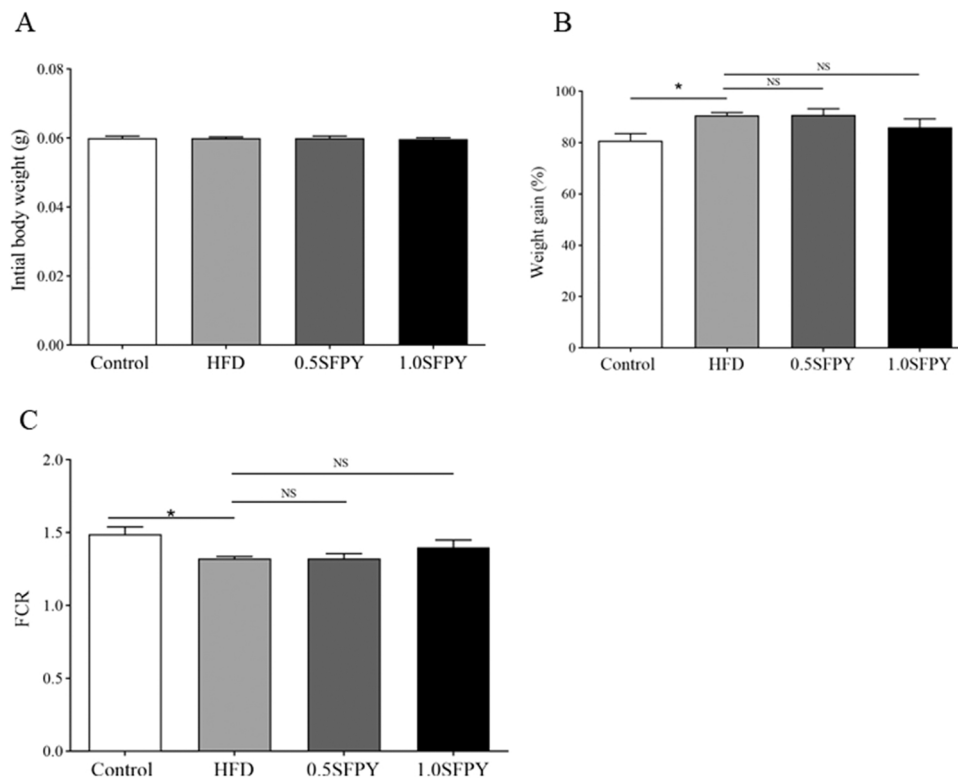 A
Intial body weight (g)
0.08
0.06
0.04
0.02
0.00
Control HFD 0.5SFPY 1.0SFPY
B
Weight gain (%)
100
80
60
40
20
0
*
NS
NS
Control HFD 0.5SFPY 1.0SFPY
C
FCR
2.0
1.5
1.0
0.5
0.0
*
NS
NS
Control HFD 0.5SFPY 1.0SFPY